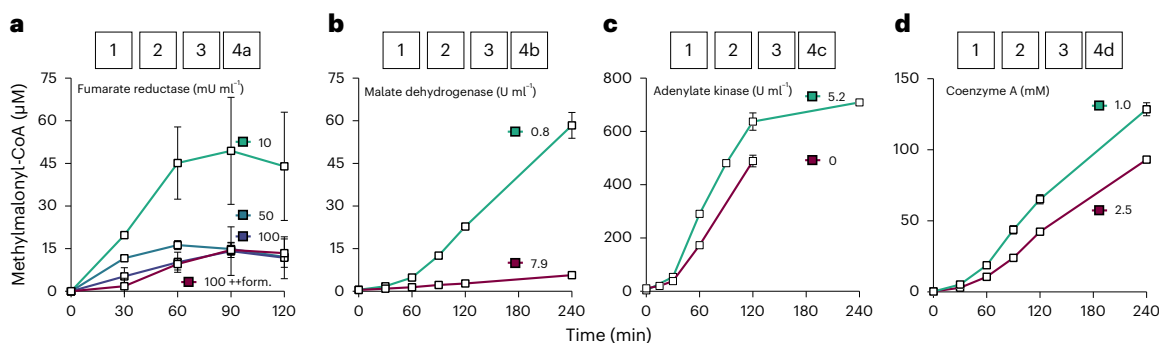 a
1 2 3 4a
Fumarate reductase (mU ml⁻¹)
75
60
45
30
15
0
10
50
100
100 ++form.
0 30 60 90 120
b
1 2 3 4b
Malate dehydrogenase (U ml⁻¹)
75
60
45
30
15
0
0.8
7.9
0 60 120 180 240
c
1 2 3 4c
Adenylate kinase (U ml⁻¹)
800
600
400
200
0
5.2
0
0 60 120 180 240
d
1 2 3 4d
Coenzyme A (mM)
150
100
50
0
1.0
2.5
0 60 120 180 240
Methylmalonyl-CoA (µM)
Time (min)